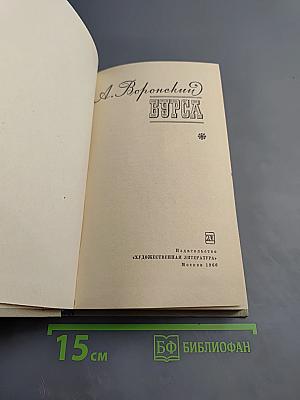 А. Воронский
БУРСА
Издательство
«ХУДОЖЕСТВЕННАЯ ЛИТЕРАТУРА»
Москва 1966
15 см
БФ БИБЛИОФАН